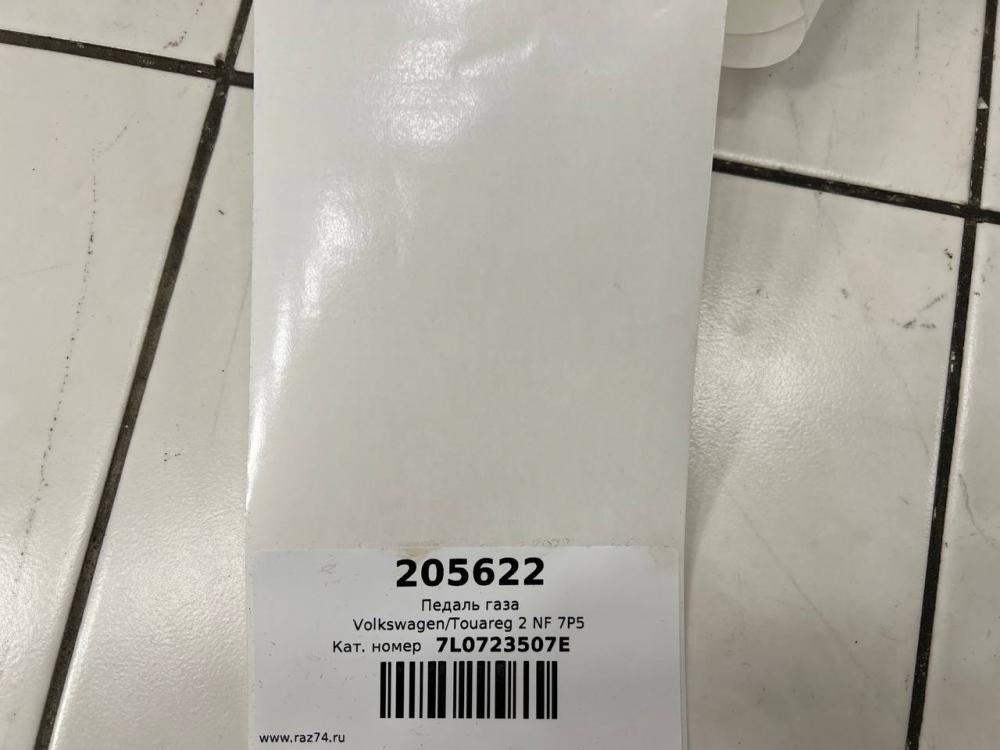 205622
Педаль газа
Volkswagen/Touareg 2 NF 7P5
Кат. номер 7L0723507E
www.raz74.ru